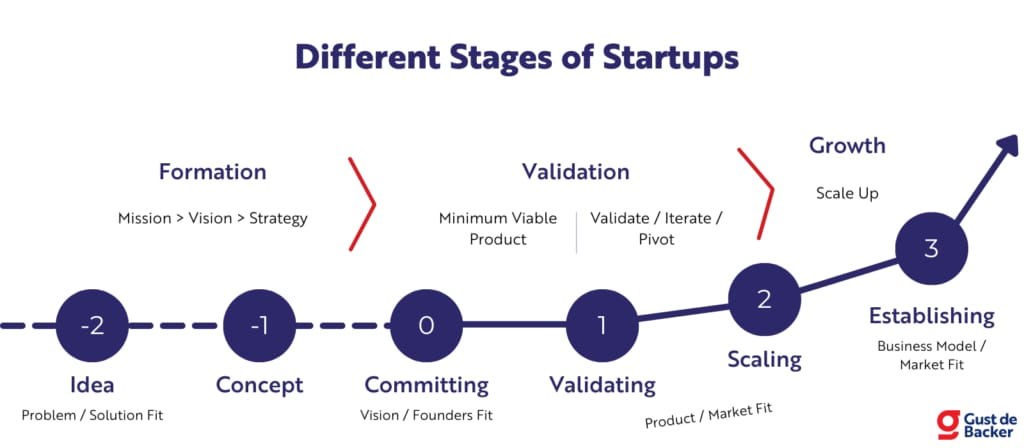 Different Stages of Startups
Formation
Mission > Vision > Strategy
Validation
Minimum Viable
Product
Validate / Iterate /
Pivot
Growth
Scale Up
-2
Idea
Problem / Solution Fit
-1
Concept
0
Committing
Vision / Founders Fit
1
Validating
2
Scaling
Product / Market Fit
3
Establishing
Business Model /
Market Fit
Gust de
Backer